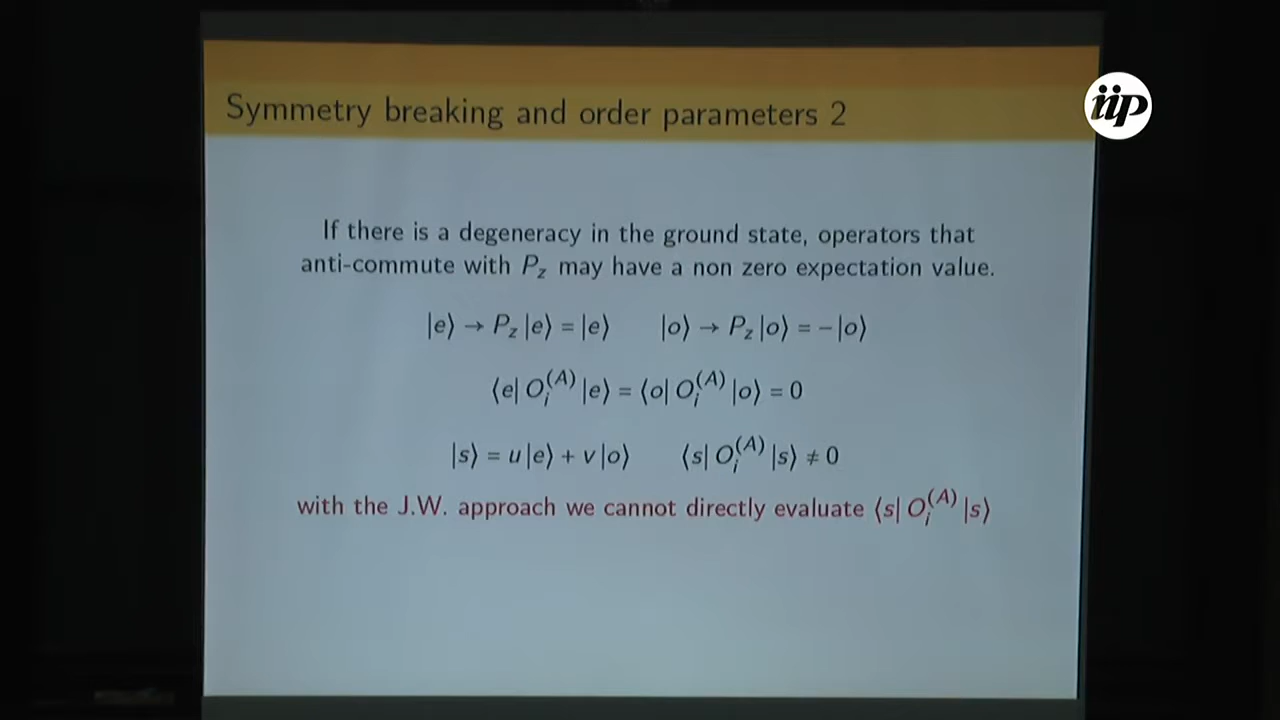 Symmetry breaking and order parameters 2
iip
If there is a degeneracy in the ground state, operators that
anti-commute with P_z may have a non zero expectation value.
|e⟩ → P_z |e⟩ = |e⟩ |o⟩ → P_z |o⟩ = − |o⟩
⟨e| O_i^(A) |e⟩ = ⟨o| O_i^(A) |o⟩ = 0
|s⟩ = u |e⟩ + v |o⟩ ⟨s| O_i^(A) |s⟩ ≠ 0
with the J.W. approach we cannot directly evaluate ⟨s| O_i^(A) |s⟩